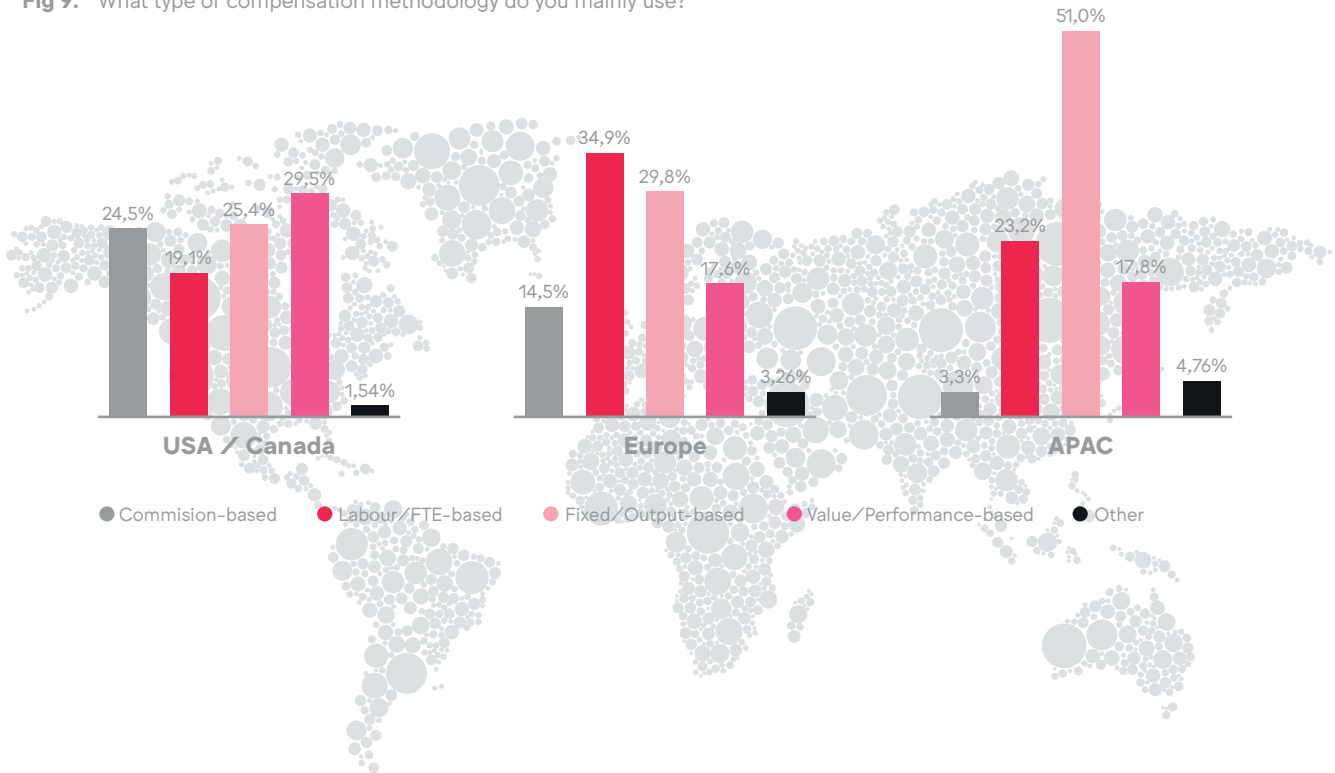 Fig 9. What type of compensation methodology do you mainly use?
51,0%
34,9%
29,8%
29,5%
24,5%
25,4%
23,2%
19,1%
17,6%
17,8%
14,5%
1,54%
3,26%
3,3%
4,76%
USA / Canada
Europe
APAC
Commision-based
Labour/FTE-based
Fixed/Output-based
Value/Performance-based
Other